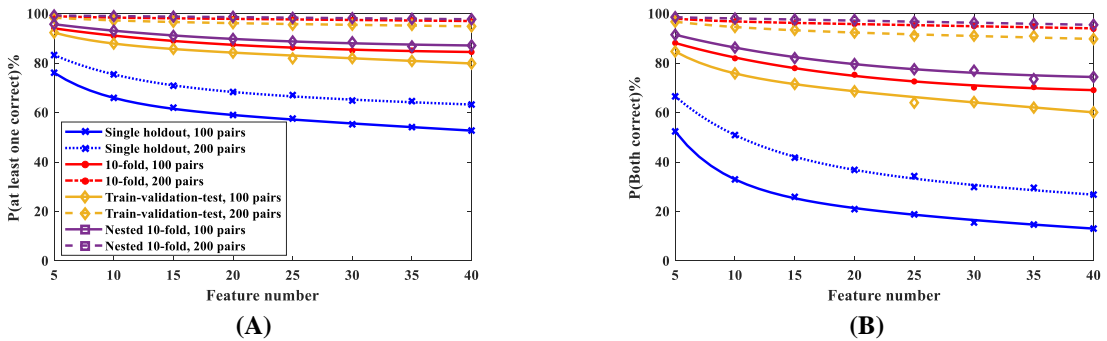 100
80
60
40
20
0
P(at least one correct)%
Single holdout, 100 pairs
Single holdout, 200 pairs
10-fold, 100 pairs
10-fold, 200 pairs
Train-validation-test, 100 pairs
Train-validation-test, 200 pairs
Nested 10-fold, 100 pairs
Nested 10-fold, 200 pairs
5 10 15 20 25 30 35 40
Feature number
(A)
100
80
60
40
20
0
P(Both correct)%
5 10 15 20 25 30 35 40
Feature number
(B)